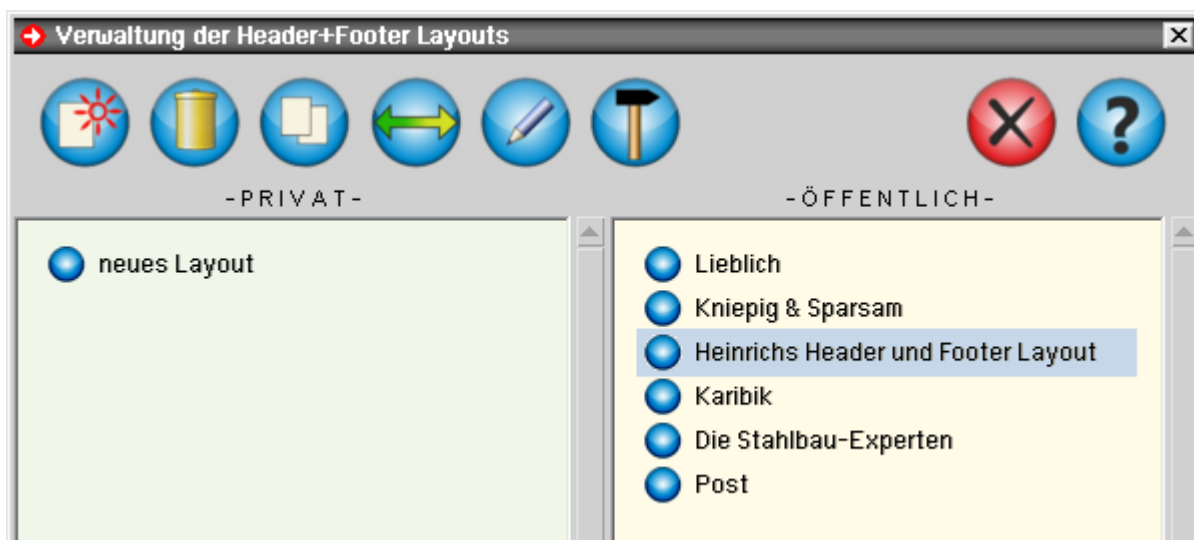 Verwaltung der Header+Footer Layouts
-PRIVAT-
-ÖFFENTLICH-
neues Layout
Lieblich
Kniepig & Sparsam
Heinrichs Header und Footer Layout
Karibik
Die Stahlbau-Experten
Post